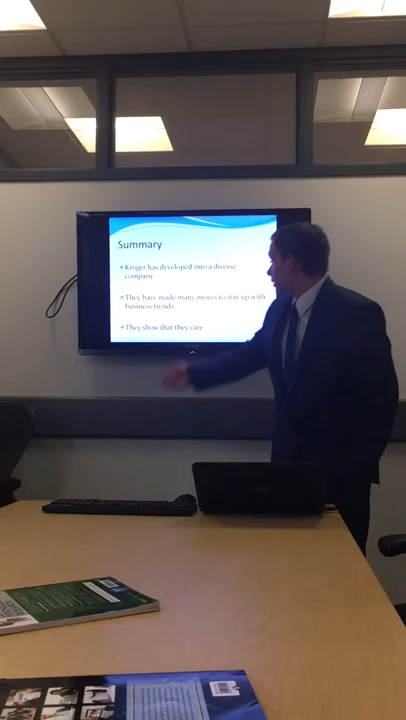 Summary
Kroger has developed into a diverse
company.
They have made many moves to stay up with
business trends.
They show that they care.